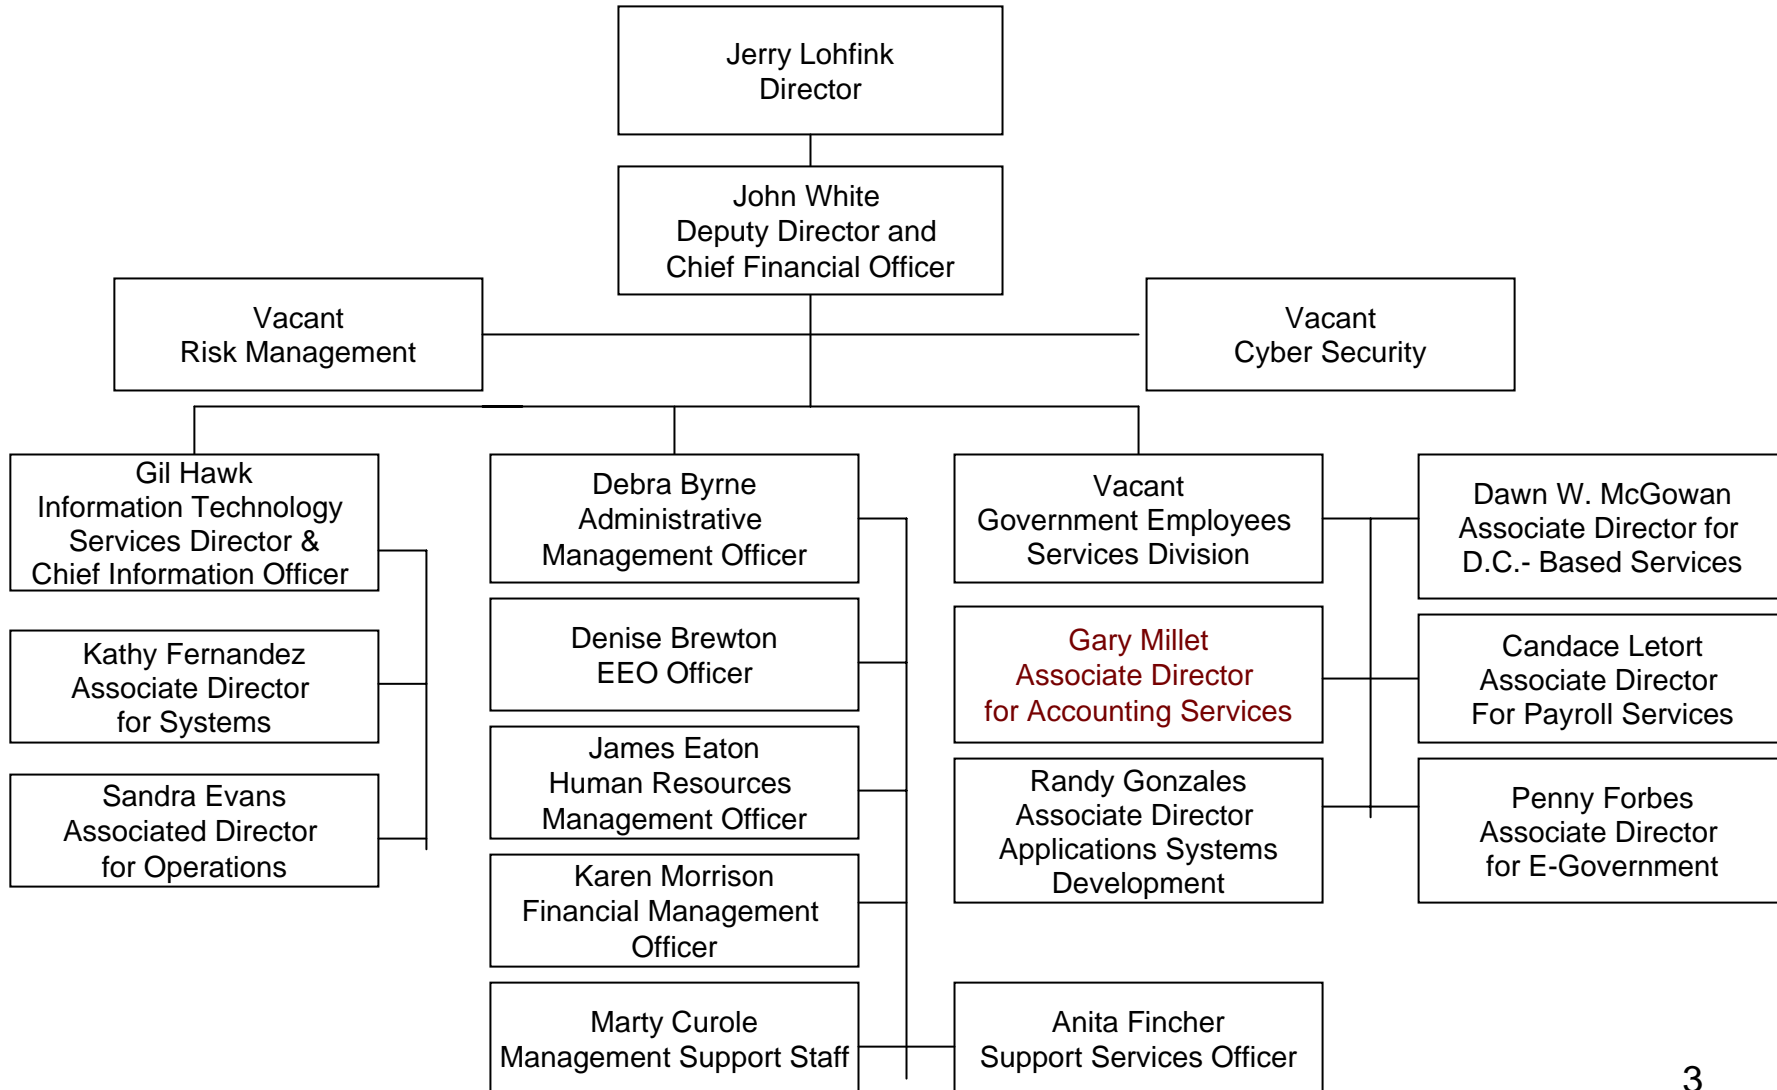 Jerry Lohfink
Director
John White
Deputy Director and
Chief Financial Officer
Vacant
Risk Management
Vacant
Cyber Security
Gil Hawk
Information Technology
Services Director &
Chief Information Officer
Kathy Fernandez
Associate Director
for Systems
Sandra Evans
Associated Director
for Operations
Debra Byrne
Administrative
Management Officer
Denise Brewton
EEO Officer
James Eaton
Human Resources
Management Officer
Karen Morrison
Financial Management
Officer
Marty Curole
Management Support Staff
Anita Fincher
Support Services Officer
Vacant
Government Employees
Services Division
Gary Millet
Associate Director
for Accounting Services
Randy Gonzales
Associate Director
Applications Systems
Development
Dawn W. McGowan
Associate Director for
D.C.- Based Services
Candace Letort
Associate Director
For Payroll Services
Penny Forbes
Associate Director
for E-Government
3